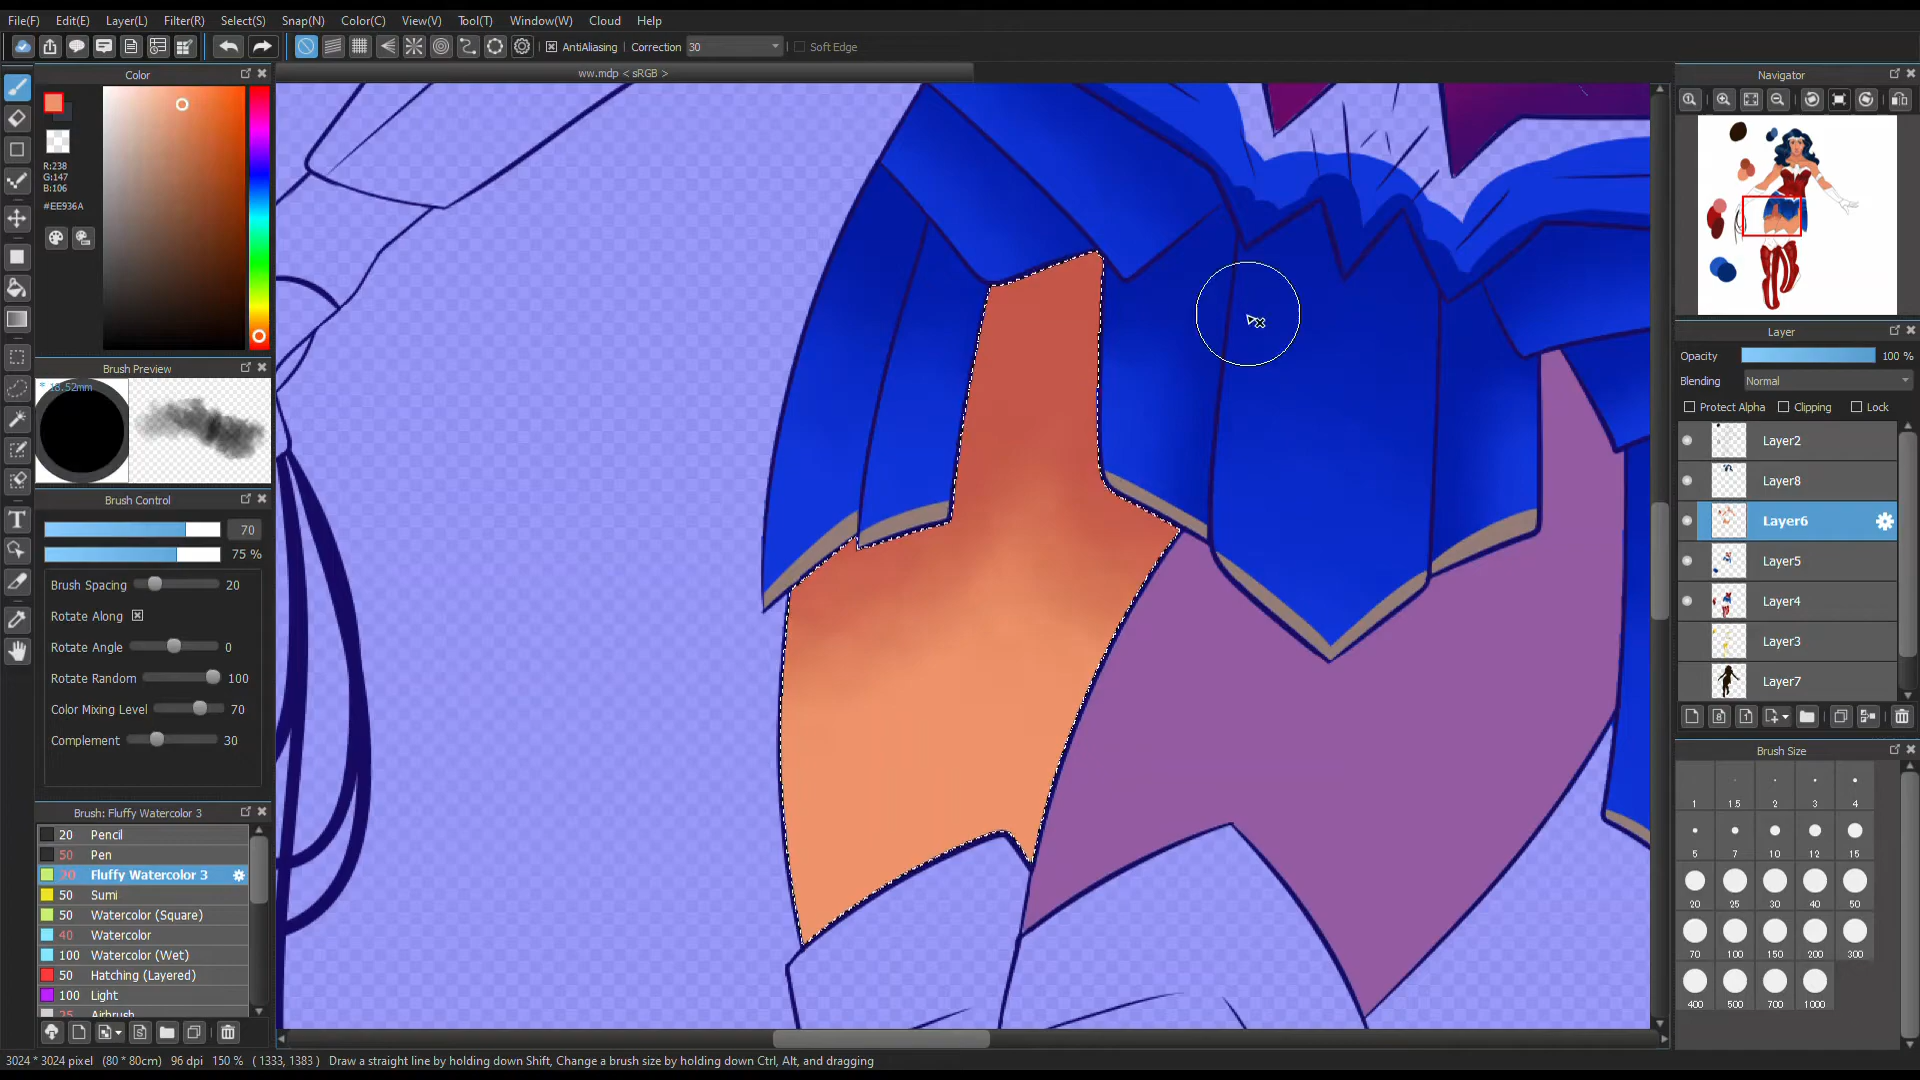 File(F) Edit(E) Layer(L) Filter(R) Select(S) Snap(N) Color(C) View(V) Tool(T) Window(W) Cloud Help
AntiAliasing Correction 30 Soft Edge
ww.mdp < sRGB >
Color
R:238
G:147
B:106
#EE936A
Brush Preview
* 18.52mm
Brush Control
70
75 %
Brush Spacing 20
Rotate Along
Rotate Angle 0
Rotate Random 100
Color Mixing Level 70
Complement 30
Brush: Fluffy Watercolor 3
20 Pencil
50 Pen
20 Fluffy Watercolor 3
50 Sumi
50 Watercolor (Square)
40 Watercolor
100 Watercolor (Wet)
50 Hatching (Layered)
100 Light
25 Airbrush
Navigator
Layer
Opacity 100 %
Blending Normal
Protect Alpha Clipping Lock
Layer2
Layer8
Layer6
Layer5
Layer4
Layer3
Layer7
Brush Size
1 1.5 2 3 4
5 7 10 12 15
20 25 30 40 50
70 100 150 200 300
400 500 700 1000
3024 * 3024 pixel (80 * 80cm) 96 dpi 150 % ( 1333, 1383 ) Draw a straight line by holding down Shift, Change a brush size by holding down Ctrl, Alt, and dragging